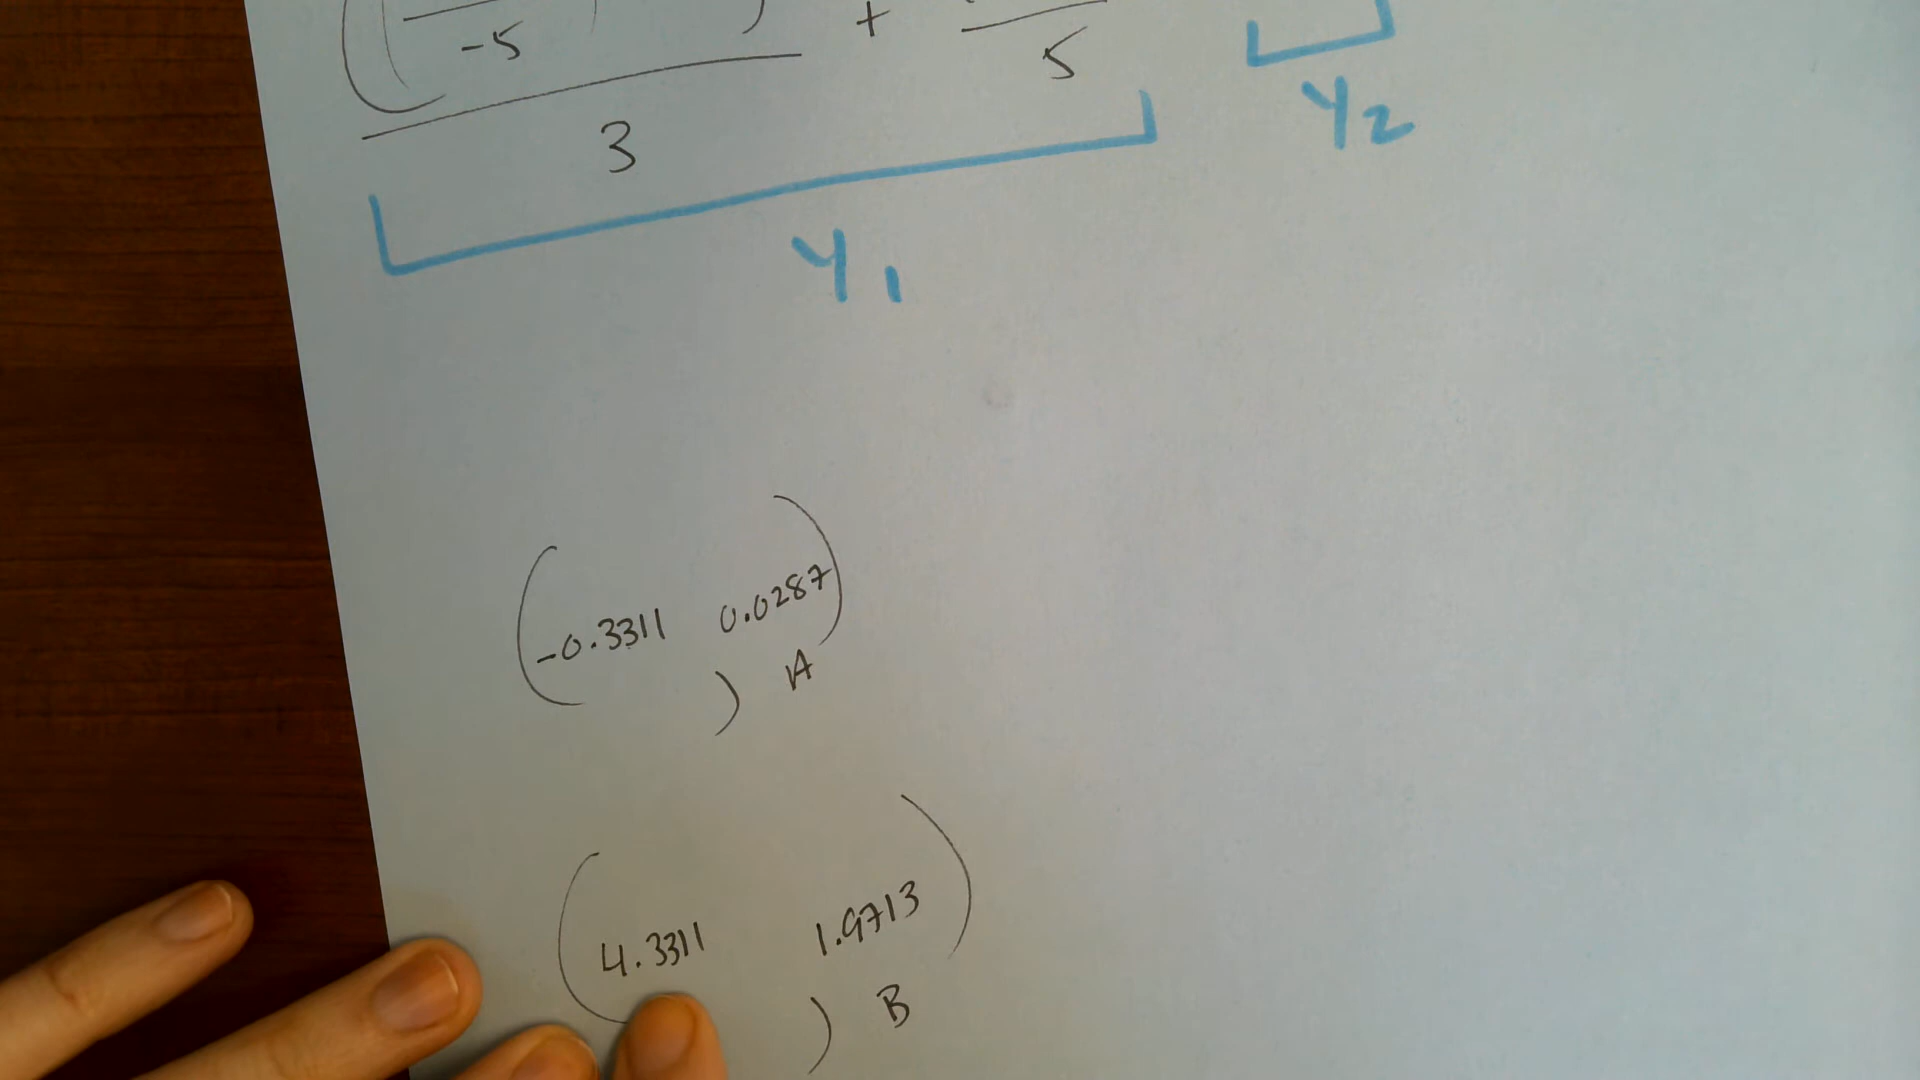 -5 ) + 5
3
Y2
Y1
(-0.3311 0.0287)
) A
(4.3311 1.9713)
) B